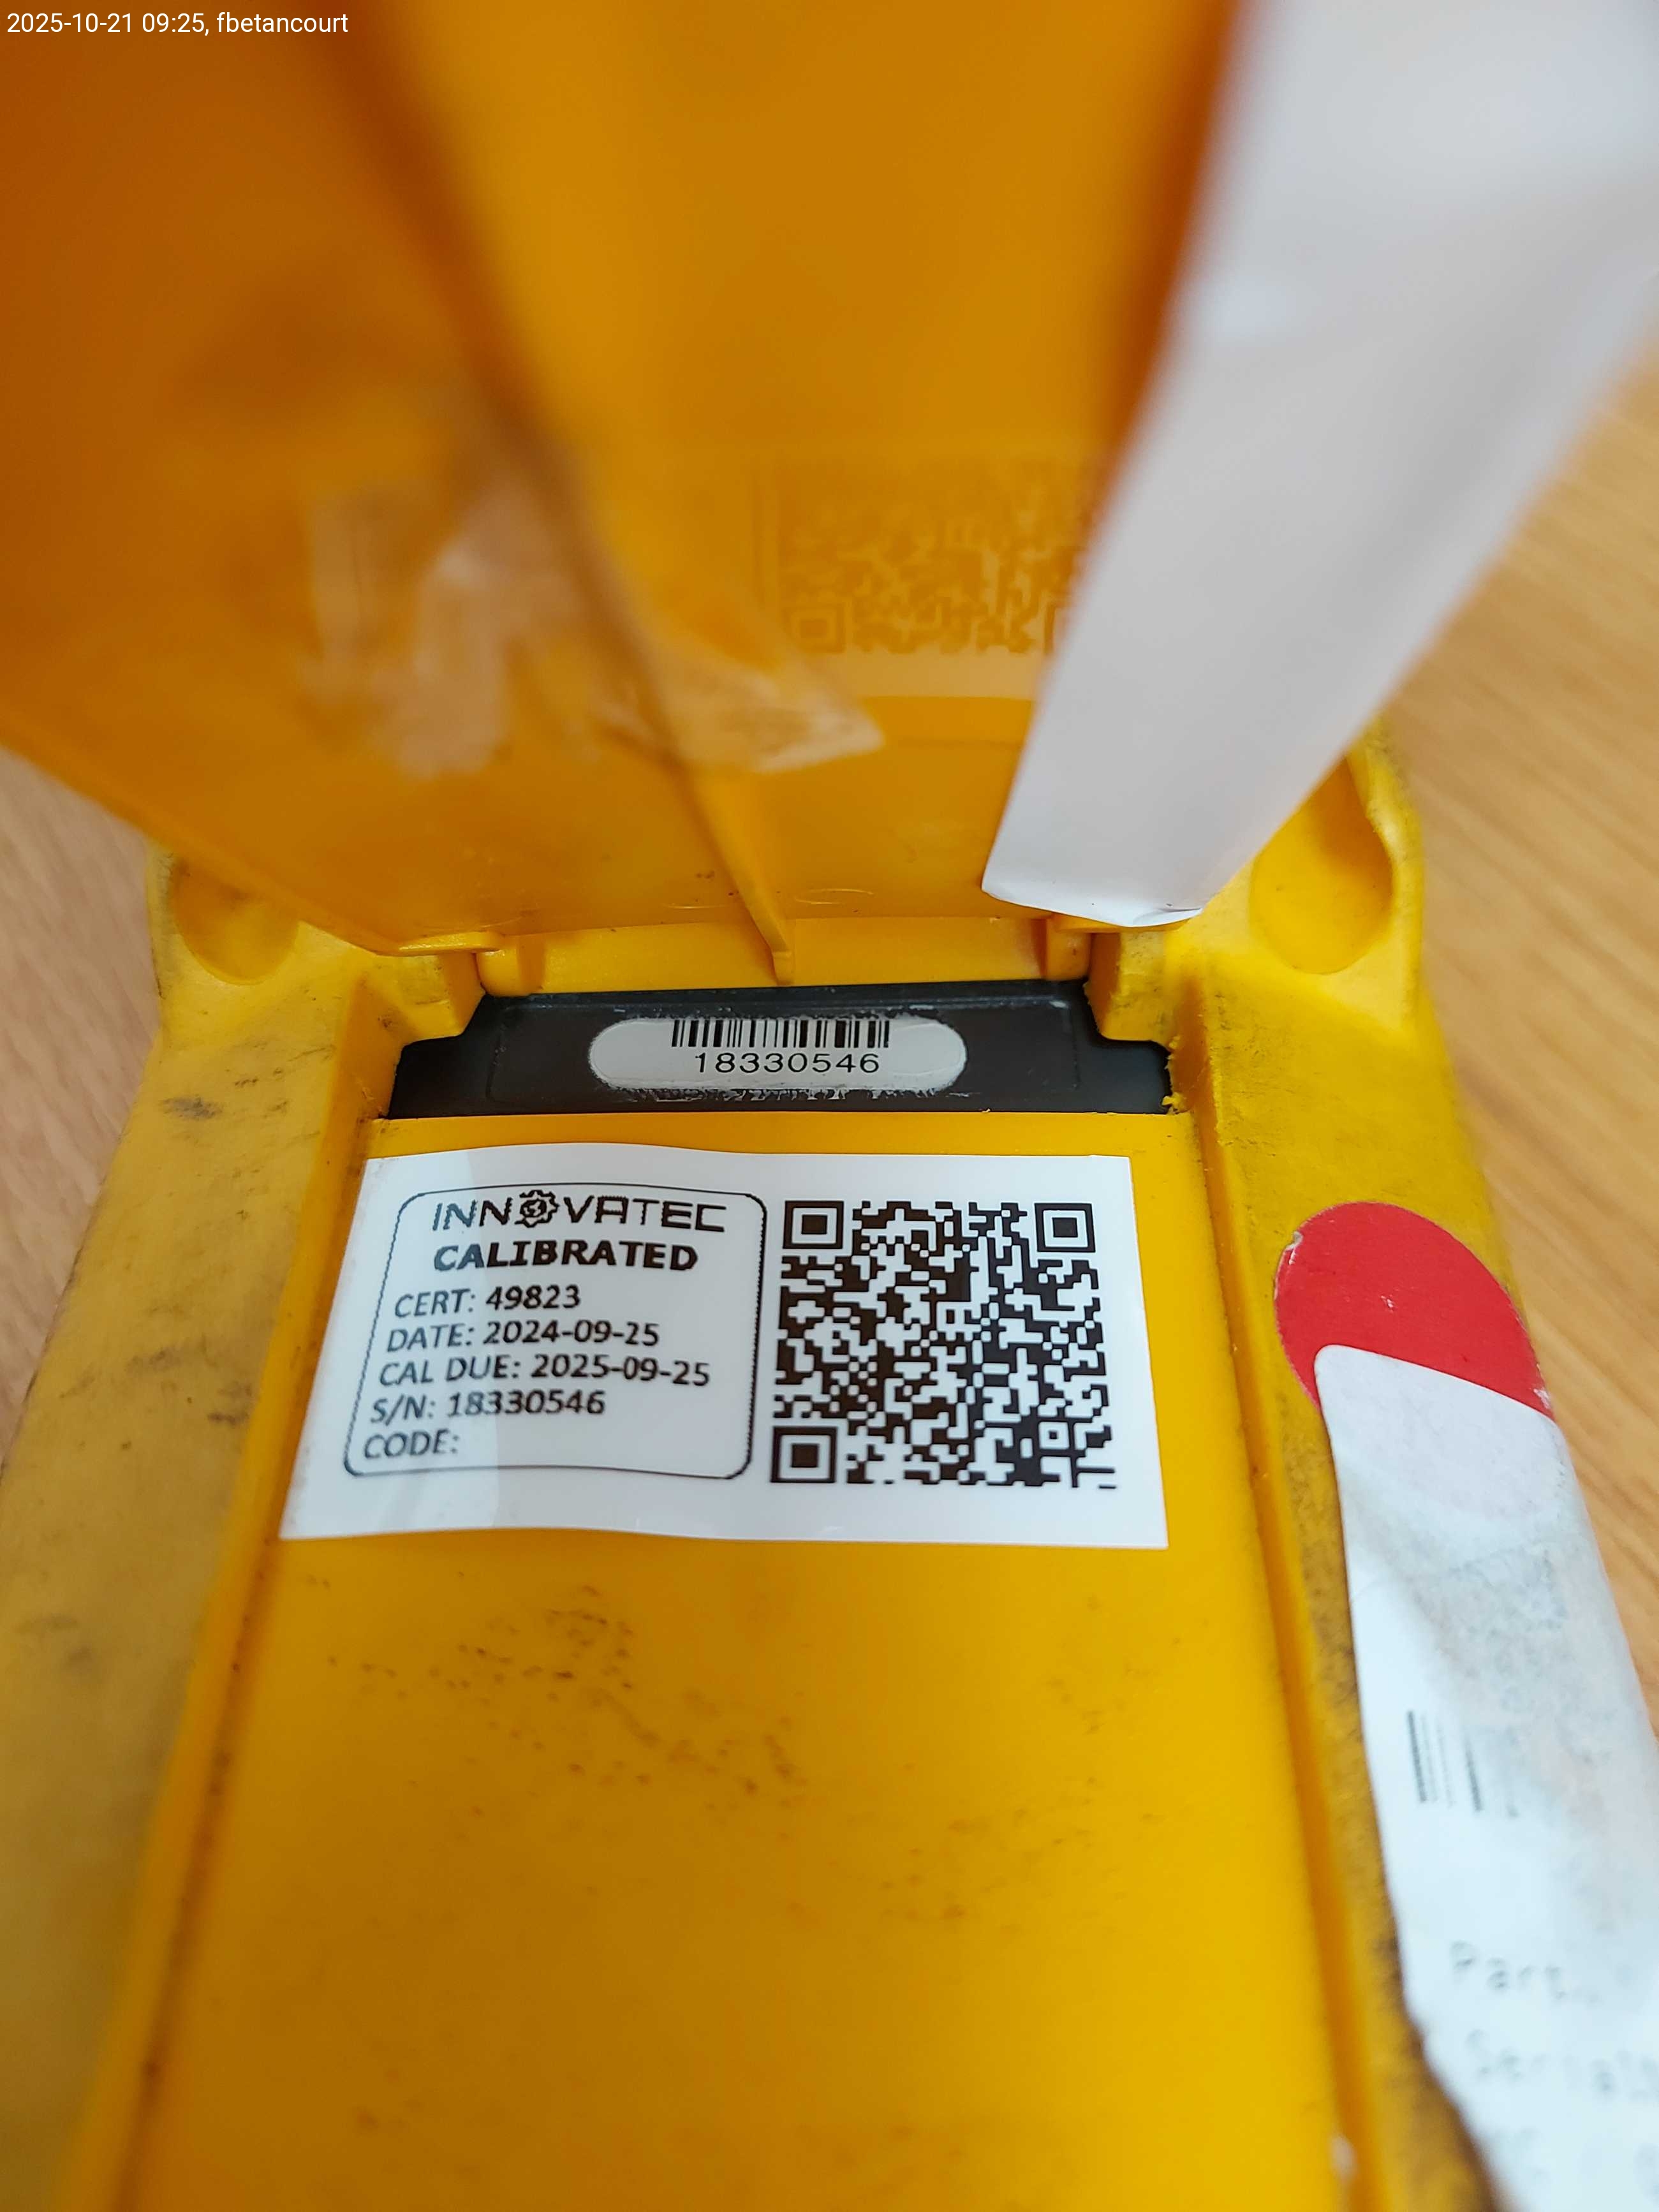 2025-10-21 09:25, fbetancourt
18330546
INNOVATEC
CALIBRATED
CERT: 49823
DATE: 2024-09-25
CAL DUE: 2025-09-25
S/N: 18330546
CODE:
Part